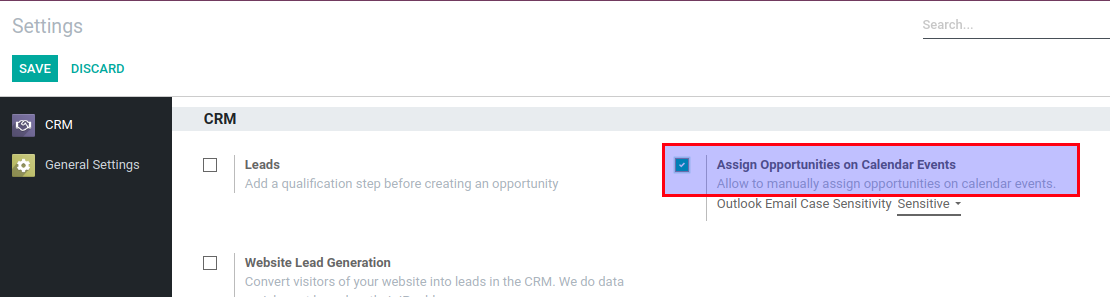 Settings
Search...
SAVE DISCARD
CRM
General Settings
CRM
Leads
Add a qualification step before creating an opportunity
Assign Opportunities on Calendar Events
Allow to manually assign opportunities on calendar events.
Outlook Email Case Sensitivity Sensitive
Website Lead Generation
Convert visitors of your website into leads in the CRM. We do data